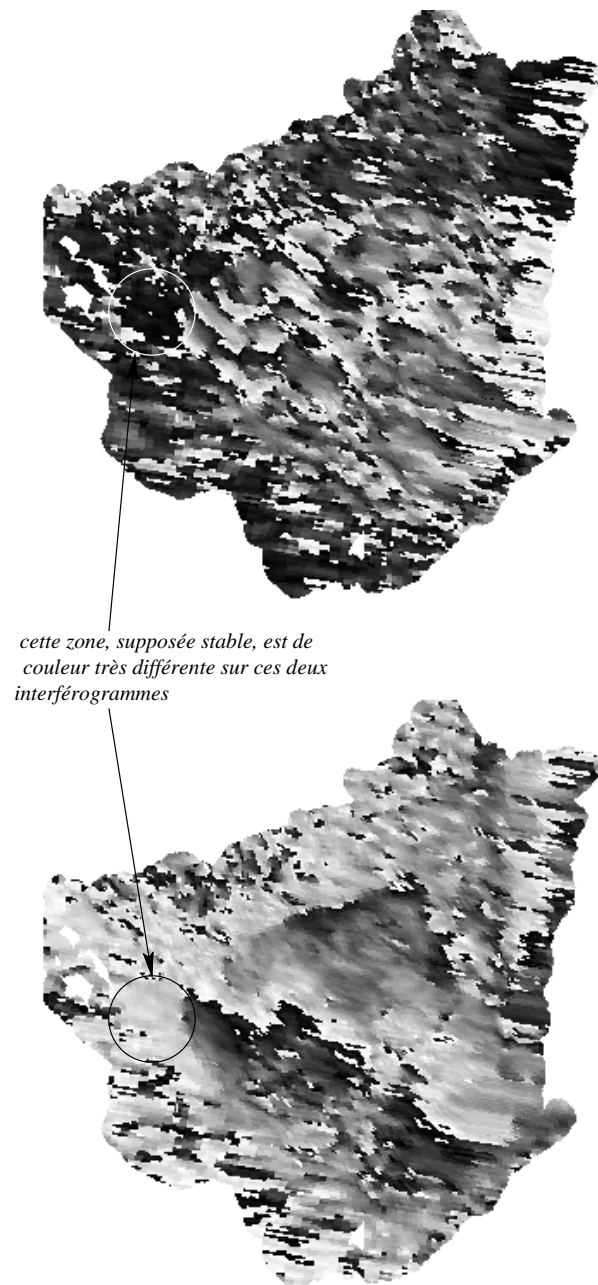 cette zone, supposée stable, est de
couleur très différente sur ces deux
interférogrammes